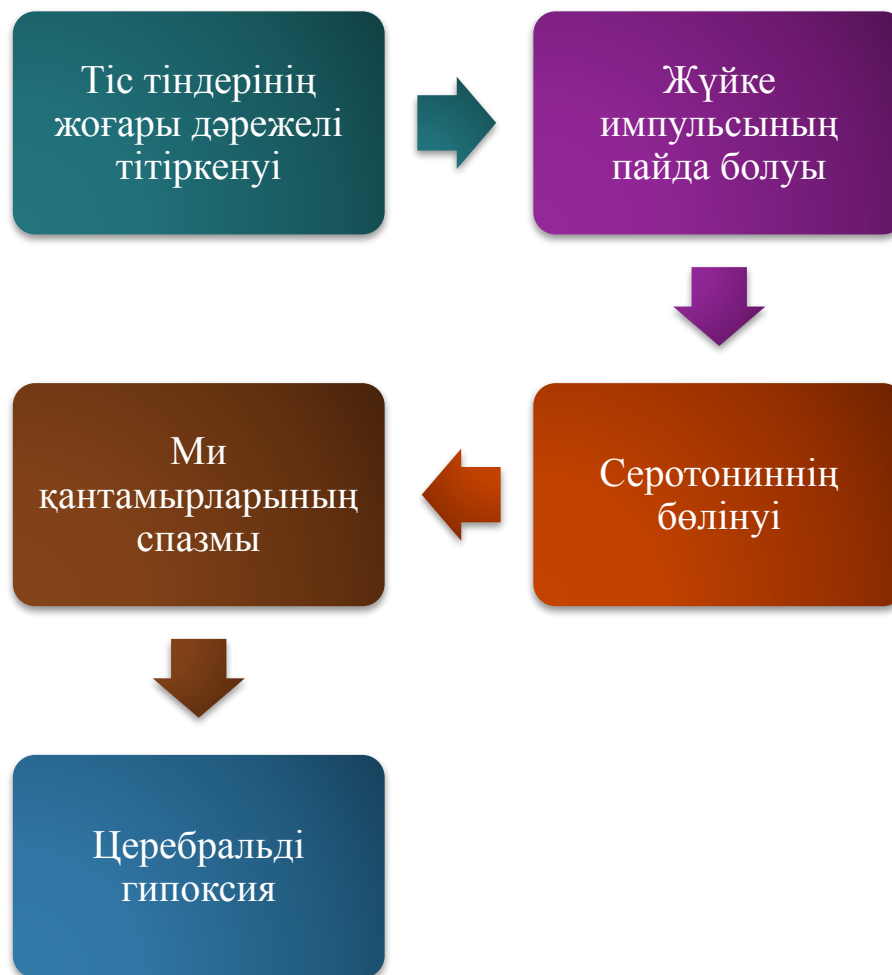 Тіс тіндерінің
жоғары дәрежелі
тітіркенуі
Жүйке
импульсының
пайда болуы
Серотониннің
бөлінуі
Ми
қантамырларының
спазмы
Церебральді
гипоксия